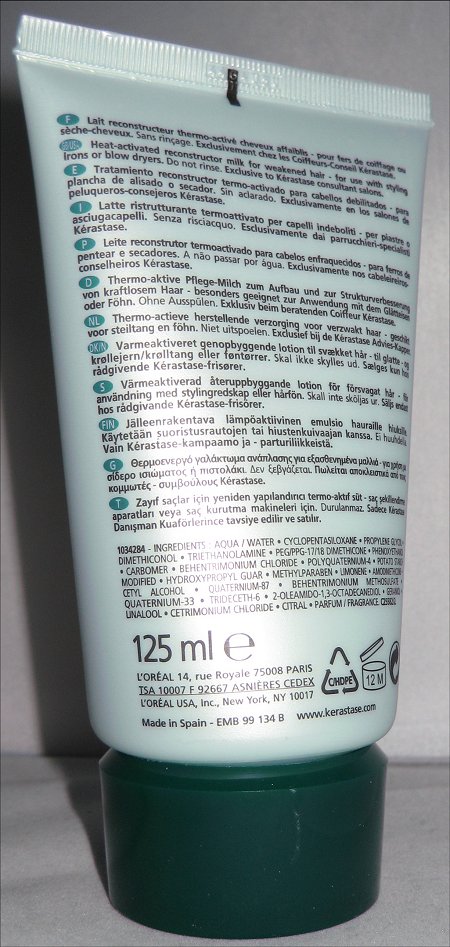 F Lait reconstructeur thermo-activé cheveux affaiblis - pour fers de coiffage ou
sèche-cheveux. Sans rinçage. Exclusivement chez les Coiffeurs-Conseil Kérastase.
Heat-activated reconstructor milk for weakened hair - for use with styling
irons or blow dryers. Do not rinse. Exclusive to Kérastase consultant salons.
E Tratamiento reconstructor termo-activado para cabellos debilitados - para
plancha de alisado o secador. Sin aclarado. Exclusivamente en los salones de
peluqueros-consejeros Kérastase.
I Latte ristrutturante termoattivato per capelli indeboliti - per piastre o
asciugacapelli. Senza risciacquo. Esclusivamente dai parrucchieri-specialisti
Kérastase.
P Leite reconstrutor termoactivado para cabelos enfraquecidos - para ferros de
pentear e secadores. A não passar por água. Exclusivamente nos cabeleireiros-
conselheiros Kérastase.
D Thermo-aktive Pflege-Milch zum Aufbau und zur Strukturverbesserung
von kraftlosem Haar - besonders geeignet zur Anwendung mit dem Glätteisen
oder Föhn. Ohne Ausspülen. Exklusiv beim beratenden Coiffeur Kérastase.
NL Thermo-actieve herstellende verzorging voor verzwakt haar - geschikt
voor steiltang en föhn. Niet uitspoelen. Exclusief bij de Kérastase Advies-Kapper.
DK/N Varmeaktiveret genopbyggende lotion til svækket hår - til glatte- og
krøllejern/krølltang eller føntørrer. Skal ikke skylles ud. Sælges kun hos
rådgivende Kérastase-frisører.
S Värmeaktiverad återuppbyggande lotion för försvagat hår - för
användning med stylingredskap eller hårfön. Skall inte sköljas ur. Säljs endast
hos rådgivande Kérastase-frisörer.
FIN Jälleenrakentava lämpöaktiivinen emulsio hauraille hiuksille.
Käytetään suoristusrautojen tai hiustenkuivaajan kanssa. Ei huuhdella.
Vain Kérastase-kampaamo ja - parturiliikkeistä.
G Θερμοενεργό γαλάκτωμα ανάπλασης για εξασθενημένα μαλλιά - για χρήση με
σίδερο ισιώματος ή πιστολάκι. Δεν ξεβγάζεται. Πωλείται αποκλειστικά από τους
κομμωτές - συμβούλους Kérastase.
T Zayıf saçlar için yeniden yapılandırıcı termo-aktif süt - saç şekillendirme
aparatları veya saç kurutma makineleri için. Durulanmaz. Sadece Kérastase
Danışman Kuaförlerince tavsiye edilir ve satılır.
1034284 - INGREDIENTS : AQUA / WATER • CYCLOPENTASILOXANE • PROPYLENE GLYCOL •
DIMETHICONOL • TRIETHANOLAMINE • PEG/PPG-17/18 DIMETHICONE • PHENOXYETHANOL
• CARBOMER • BEHENTRIMONIUM CHLORIDE • POLYQUATERNIUM-4 • POTATO STARCH
MODIFIED • HYDROXYPROPYL GUAR • METHYLPARABEN • LIMONENE • AMODIMETHICONE
CETYL ALCOHOL • QUATERNIUM-87 • BEHENTRIMONIUM METHOSULFATE •
QUATERNIUM-33 • TRIDECETH-6 • 2-OLEAMIDO-1,3-OCTADECANEDIOL • GERANIOL
LINALOOL • CETRIMONIUM CHLORIDE • CITRAL • PARFUM / FRAGRANCE.
125 ml ℮
L'ORÉAL 14, rue Royale 75008 PARIS
TSA 10007 F 92667 ASNIÈRES CEDEX
L'ORÉAL USA, Inc., New York, NY 10017
C/HDPE
12 M
Made in Spain - EMB 99 134 B www.kerastase.com